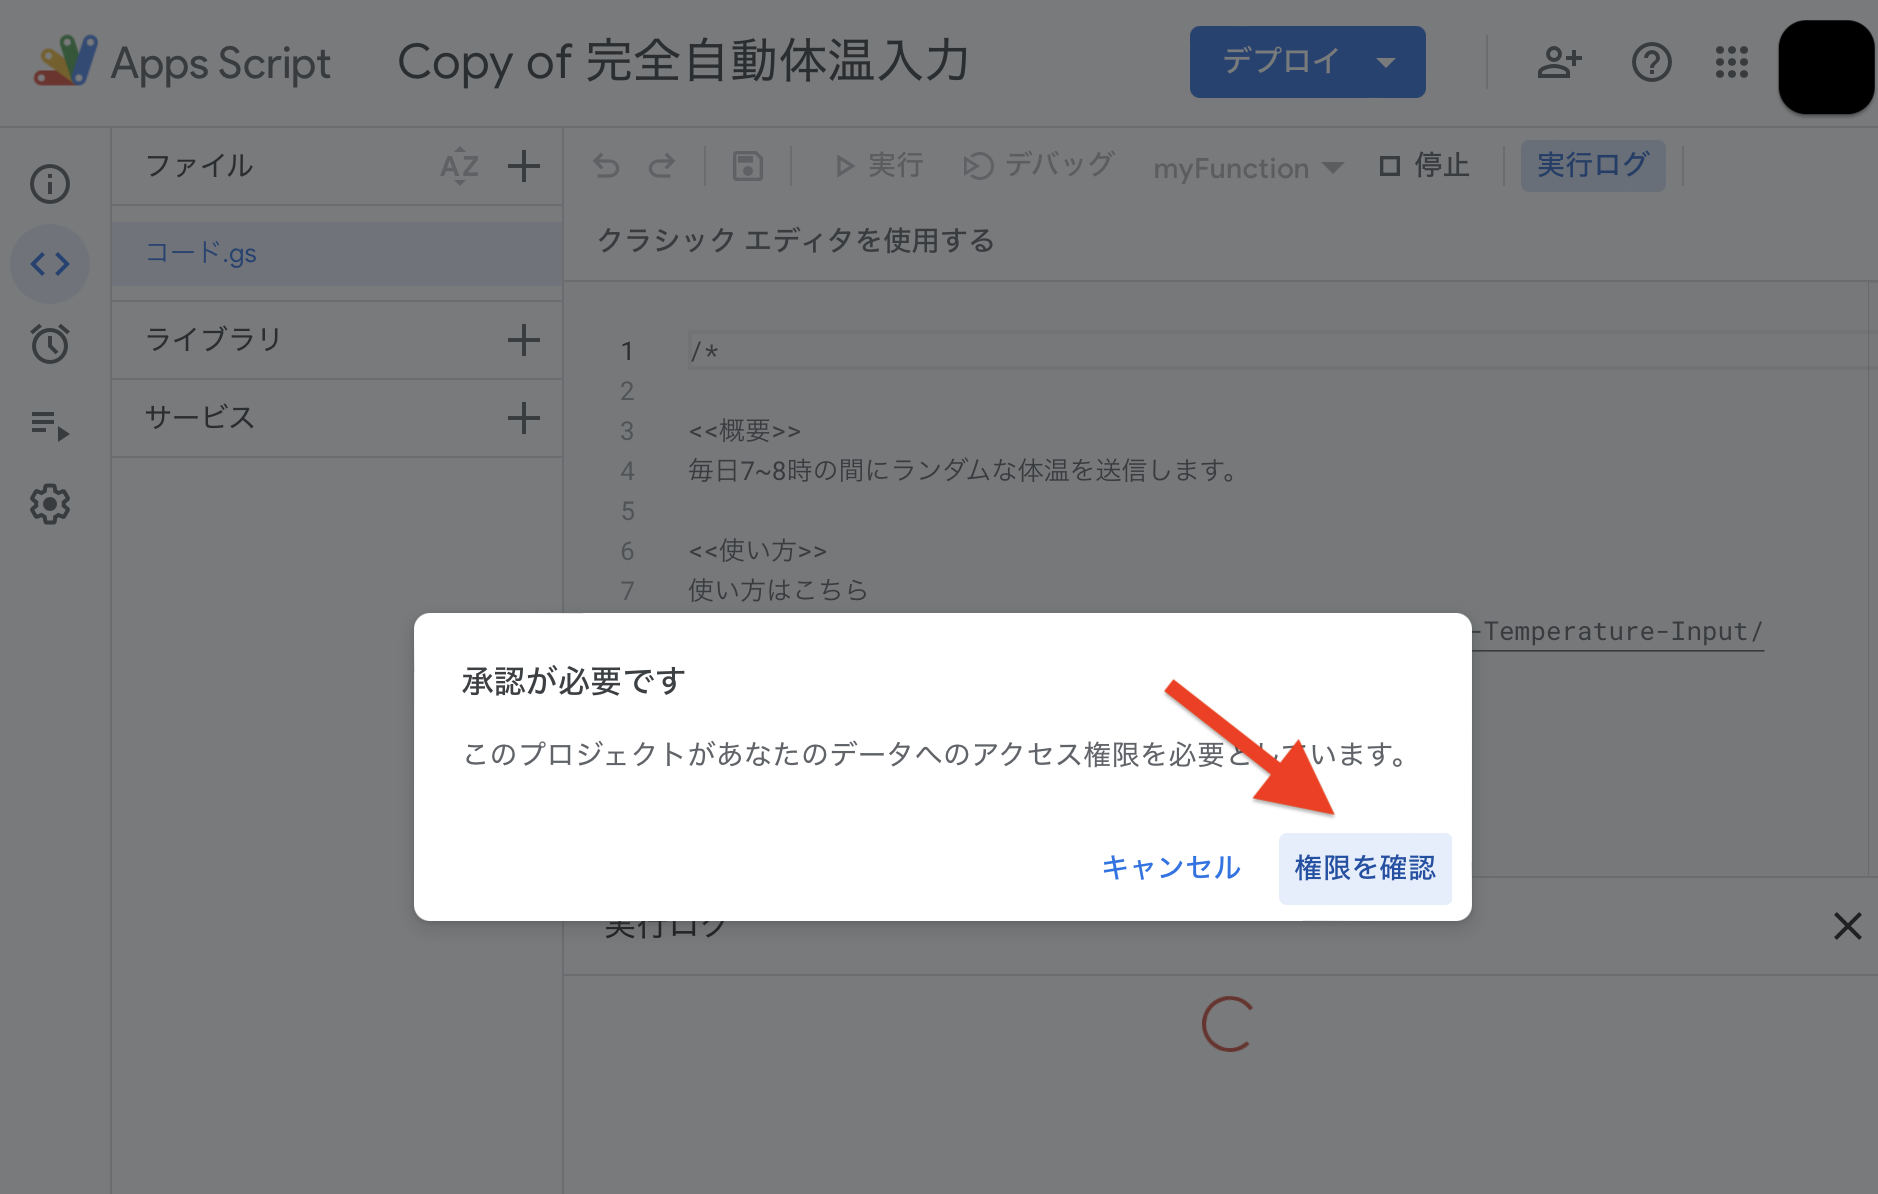 Apps Script
Copy of 完全自動体温入力
デプロイ
ファイル
AZ
実行
デバッグ
myFunction
停止
実行ログ
コード.gs
クラシック エディタを使用する
ライブラリ
サービス
1 /*
2
3 <<概要>>
4 毎日7~8時の間にランダムな体温を送信します。
5
6 <<使い方>>
7 使い方はこちら
-Temperature-Input/
承認が必要です
このプロジェクトがあなたのデータへのアクセス権限を必要としています。
キャンセル
権限を確認
実行ログ